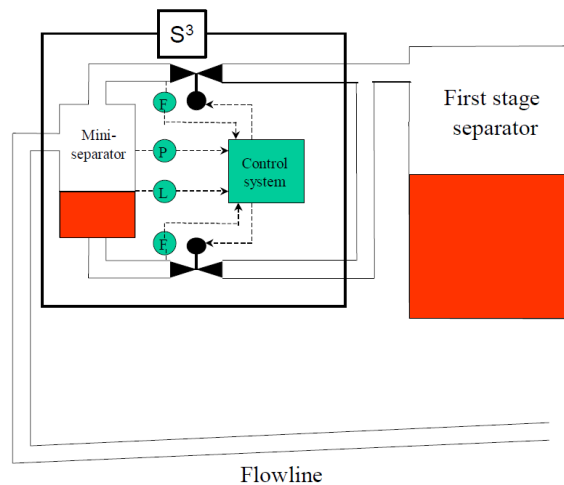 S³
F
Mini-
separator
P
L
F
Control
system
First stage
separator
Flowline